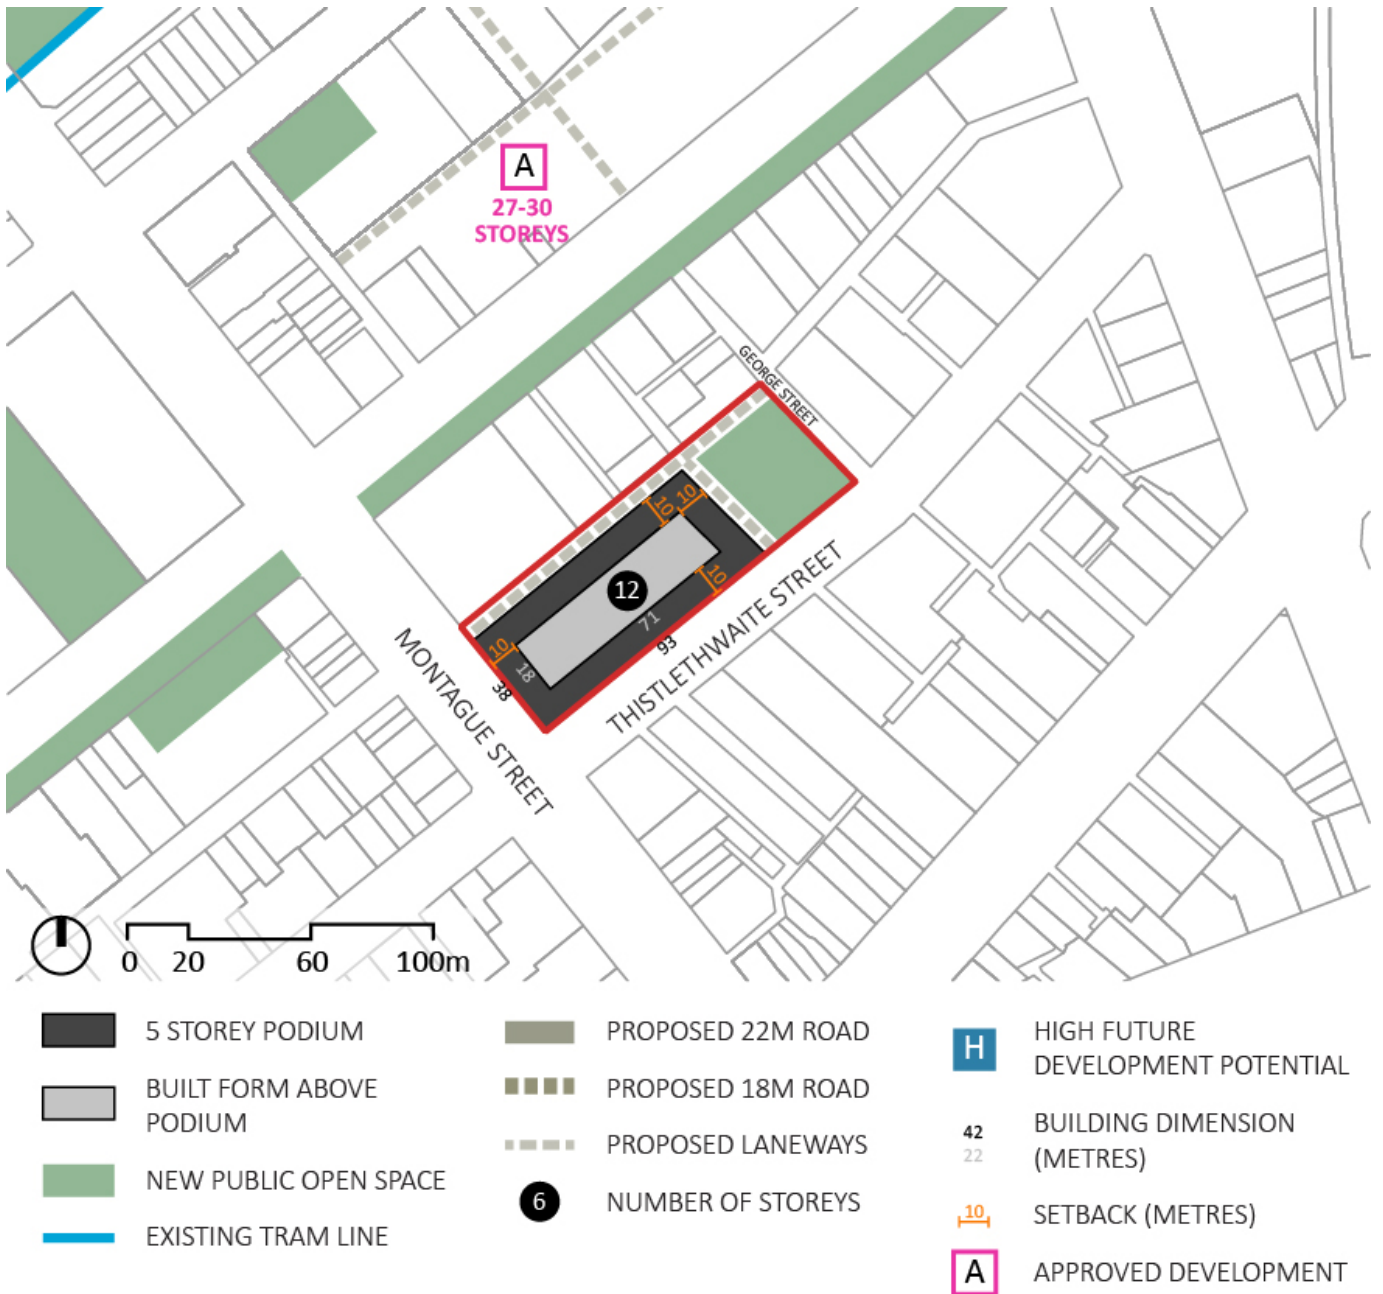 A
27-30
STOREYS
GEORGE STREET
10
10
12
10
71
93
10
18
38
MONTAGUE STREET
THISTLETHWAITE STREET
0 20 60 100m
5 STOREY PODIUM
BUILT FORM ABOVE
PODIUM
NEW PUBLIC OPEN SPACE
EXISTING TRAM LINE
PROPOSED 22M ROAD
PROPOSED 18M ROAD
PROPOSED LANEWAYS
6 NUMBER OF STOREYS
H HIGH FUTURE
DEVELOPMENT POTENTIAL
42 BUILDING DIMENSION
22 (METRES)
10 SETBACK (METRES)
A APPROVED DEVELOPMENT